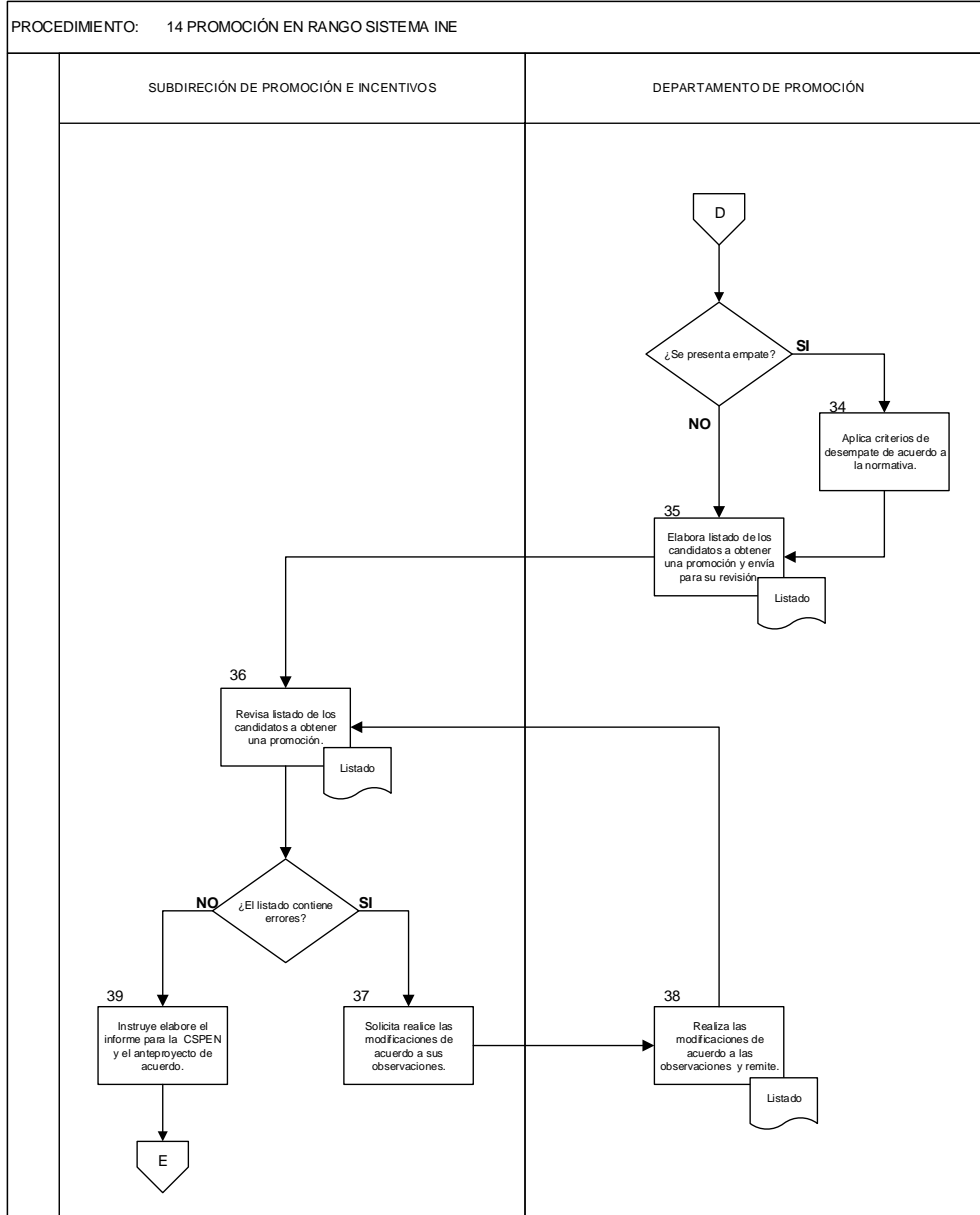 PROCEDIMIENTO: 14 PROMOCIÓN EN RANGO SISTEMA INE
SUBDIRECIÓN DE PROMOCIÓN E INCENTIVOS
DEPARTAMENTO DE PROMOCIÓN
D
¿Se presenta empate?
SI
NO
34
Aplica criterios de
desempate de acuerdo a
la normativa.
35
Elabora listado de los
candidatos a obtener
una promoción y envía
para su revisión.
Listado
36
Revisa listado de los
candidatos a obtener
una promoción.
Listado
¿El listado contiene
errores?
NO
SI
39
Instruye elabore el
informe para la CSPEN
y el anteproyecto de
acuerdo.
37
Solicita realice las
modificaciones de
acuerdo a sus
observaciones.
38
Realiza las
modificaciones de
acuerdo a las
observaciones y remite.
Listado
E